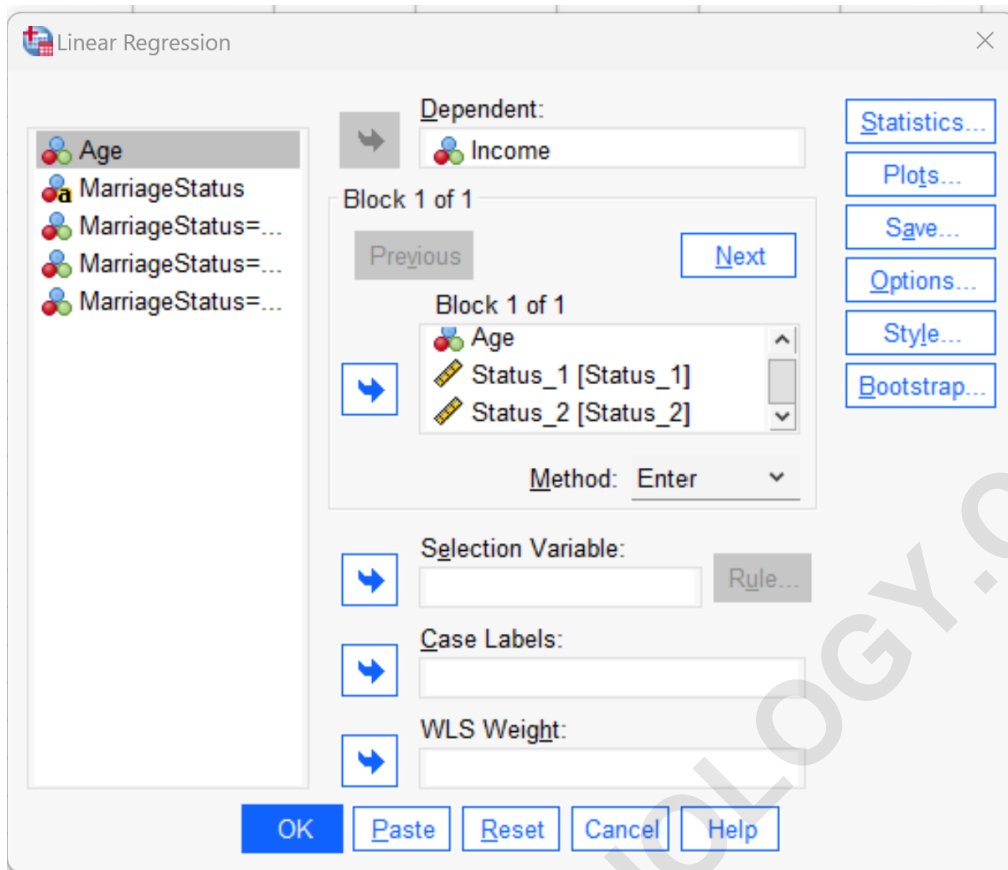 Linear Regression
Age
MarriageStatus
MarriageStatus=...
MarriageStatus=...
MarriageStatus=...
Dependent:
Income
Block 1 of 1
Previous
Next
Block 1 of 1
Age
Status_1 [Status_1]
Status_2 [Status_2]
Method: Enter
Selection Variable:
Rule...
Case Labels:
WLS Weight:
Statistics...
Plots...
Save...
Options...
Style...
Bootstrap...
OK Paste Reset Cancel Help